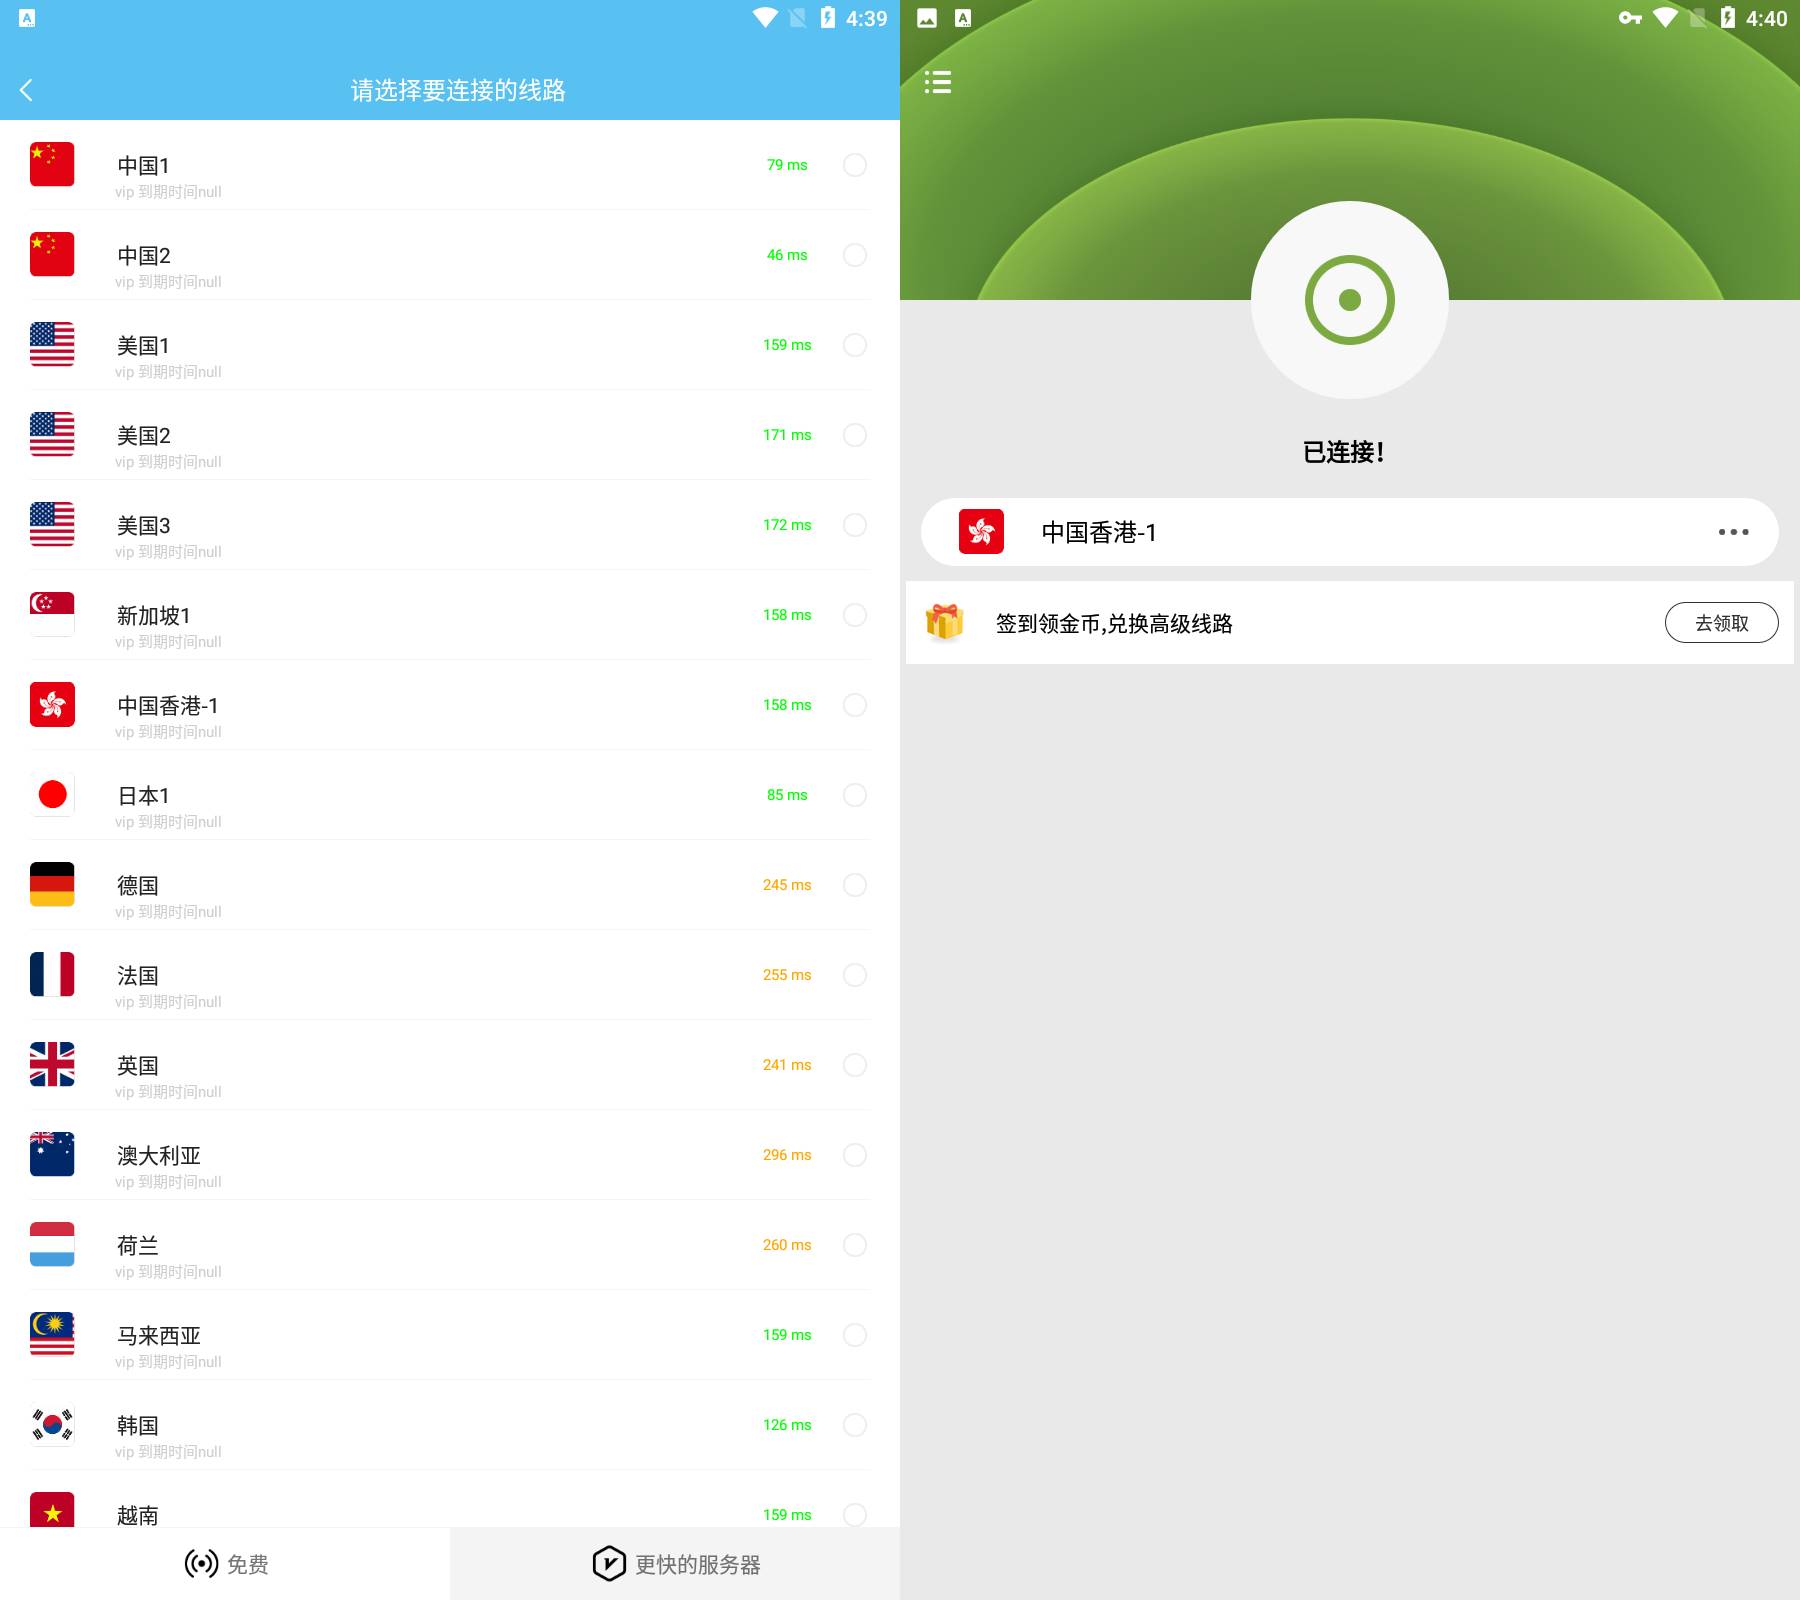 4:39
请选择要连接的线路
中国1
79 ms
vip 到期时间null
中国2
46 ms
vip 到期时间null
美国1
159 ms
vip 到期时间null
美国2
171 ms
vip 到期时间null
美国3
172 ms
vip 到期时间null
新加坡1
158 ms
vip 到期时间null
中国香港-1
158 ms
vip 到期时间null
日本1
85 ms
vip 到期时间null
德国
245 ms
vip 到期时间null
法国
255 ms
vip 到期时间null
英国
241 ms
vip 到期时间null
澳大利亚
296 ms
vip 到期时间null
荷兰
260 ms
vip 到期时间null
马来西亚
159 ms
vip 到期时间null
韩国
126 ms
vip 到期时间null
越南
159 ms
免费
更快的服务器
4:40
已连接!
中国香港-1
签到领金币,兑换高级线路
去领取